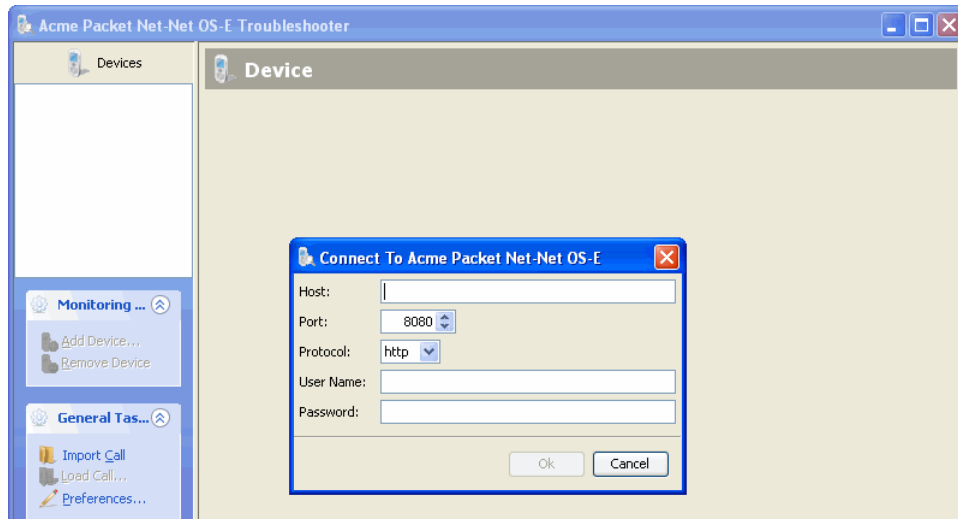 Acme Packet Net-Net OS-E Troubleshooter
Devices
Device
Monitoring ...
Add Device...
Remove Device
General Tas...
Import Call
Load Call...
Preferences...
Connect To Acme Packet Net-Net OS-E
Host:
Port: 8080
Protocol: http
User Name:
Password:
Ok Cancel